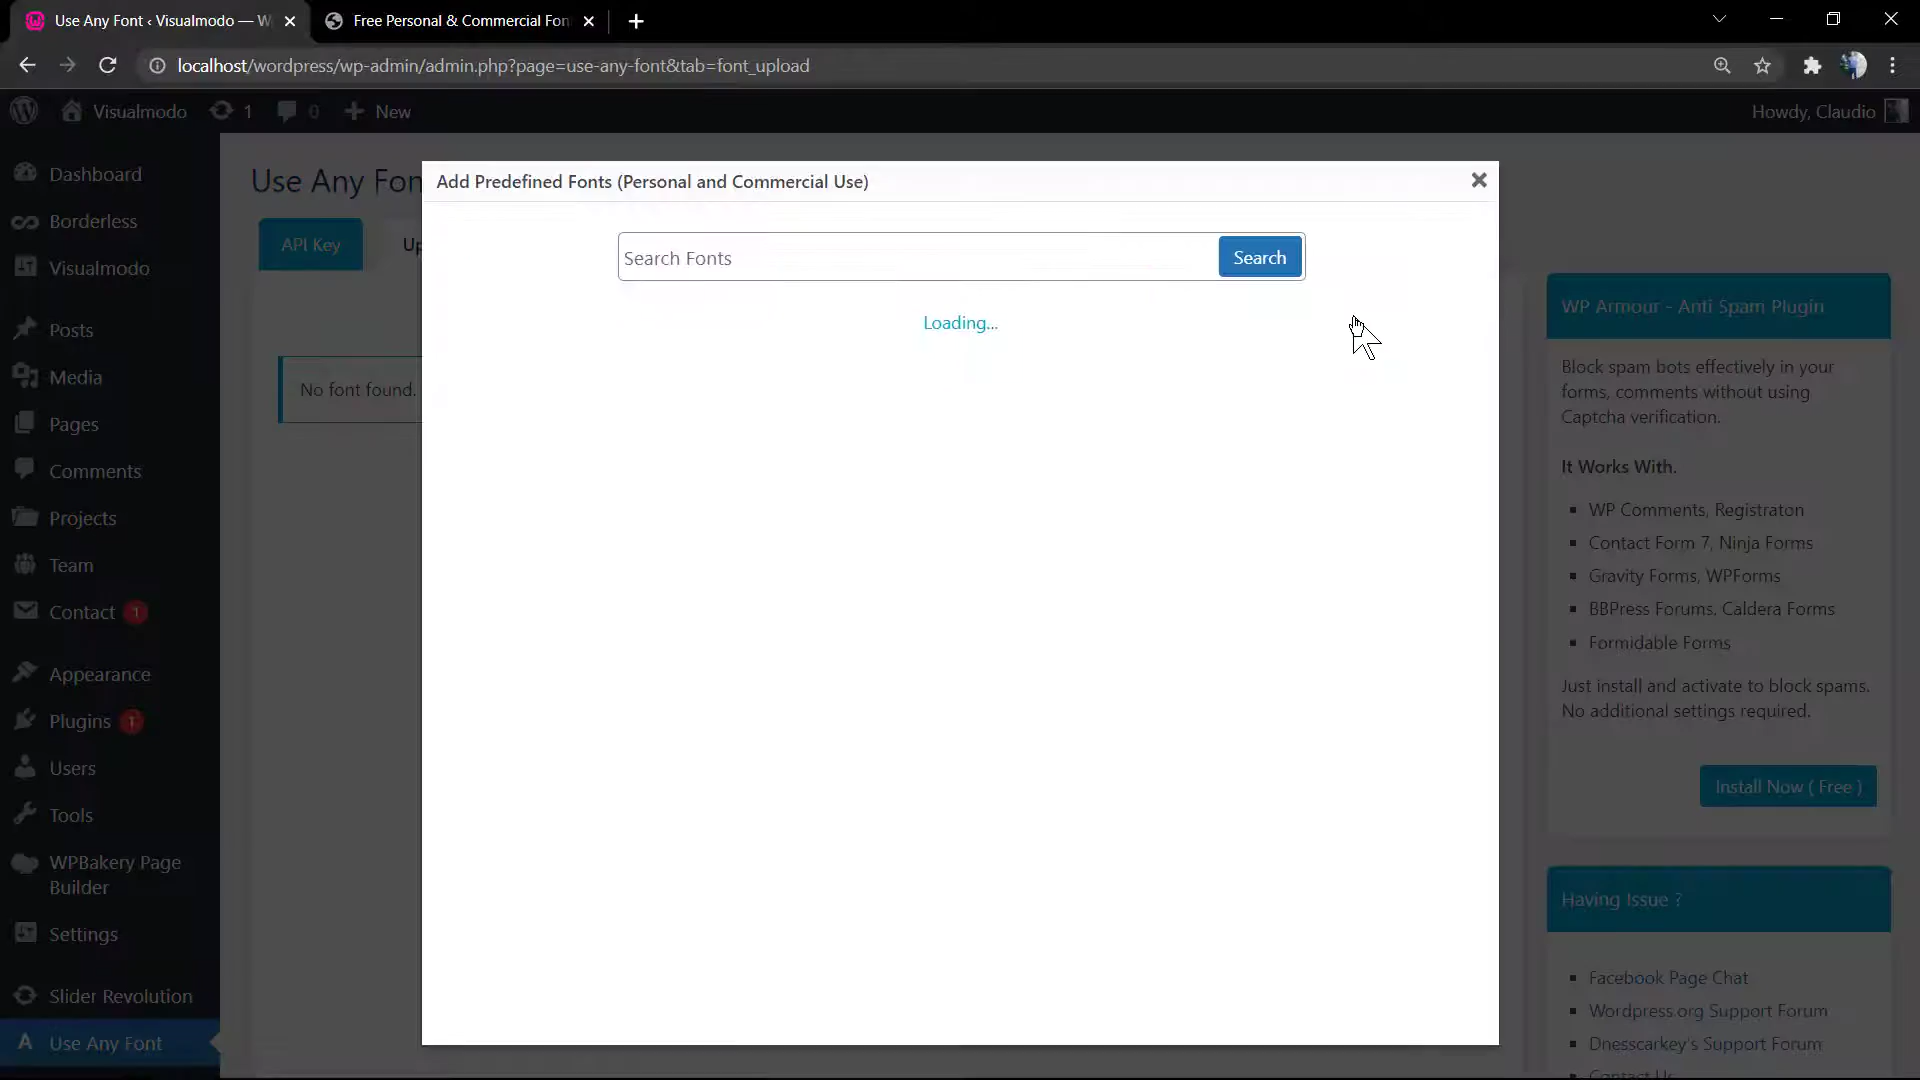 Use Any Font ‹ Visualmodo — W
Free Personal & Commercial Fon
localhost/wordpress/wp-admin/admin.php?page=use-any-font&tab=font_upload
Visualmodo
1
0
New
Howdy, Claudio
Dashboard
Borderless
Visualmodo
Posts
Media
Pages
Comments
Projects
Team
Contact 1
Appearance
Plugins 1
Users
Tools
WPBakery Page
Builder
Settings
Slider Revolution
Use Any Font
Use Any Fon
API Key
Up
No font found.
Add Predefined Fonts (Personal and Commercial Use)
Search Fonts
Search
Loading...
WP Armour - Anti Spam Plugin
Block spam bots effectively in your
forms, comments without using
Captcha verification.
It Works With.
WP Comments, Registraton
Contact Form 7, Ninja Forms
Gravity Forms, WPForms
BBPress Forums. Caldera Forms
Formidable Forms
Just install and activate to block spams.
No additional settings required.
Install Now ( Free )
Having Issue ?
Facebook Page Chat
Wordpress.org Support Forum
Dnesscarkey's Support Forum
Contact Us